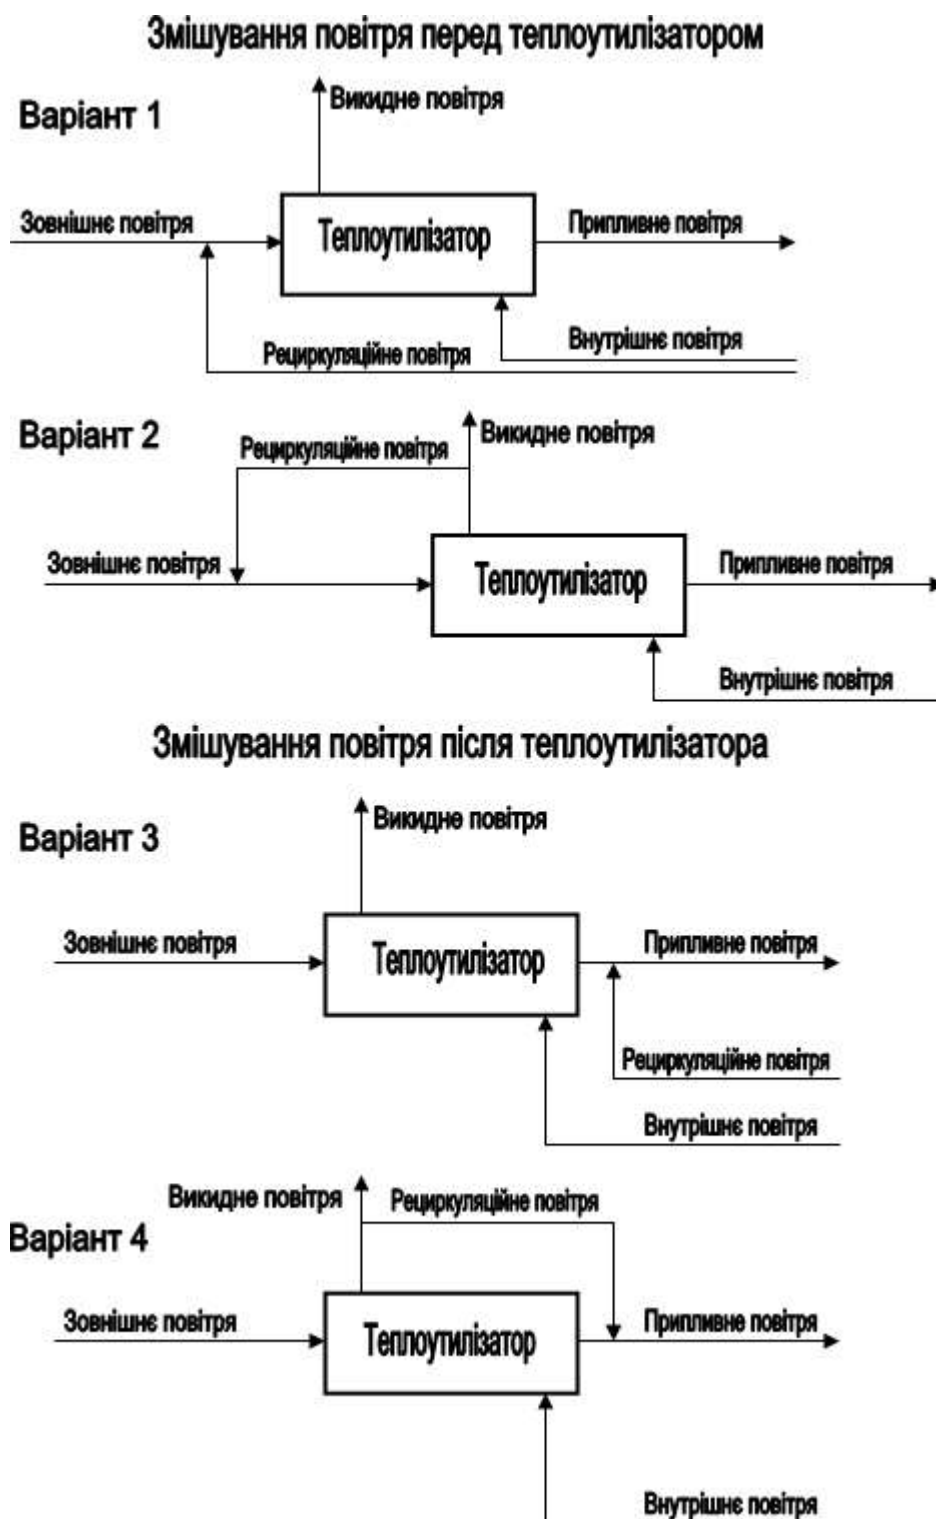 Змішування повітря перед теплоутилізатором
Варіант 1
Викидне повітря
Зовнішнє повітря
Теплоутилізатор
Припливне повітря
Внутрішнє повітря
Рециркуляційне повітря
Варіант 2
Рециркуляційне повітря
Викидне повітря
Зовнішнє повітря
Теплоутилізатор
Припливне повітря
Внутрішнє повітря
Змішування повітря після теплоутилізатора
Варіант 3
Викидне повітря
Зовнішнє повітря
Теплоутилізатор
Припливне повітря
Рециркуляційне повітря
Внутрішнє повітря
Варіант 4
Викидне повітря
Рециркуляційне повітря
Зовнішнє повітря
Теплоутилізатор
Припливне повітря
Внутрішнє повітря